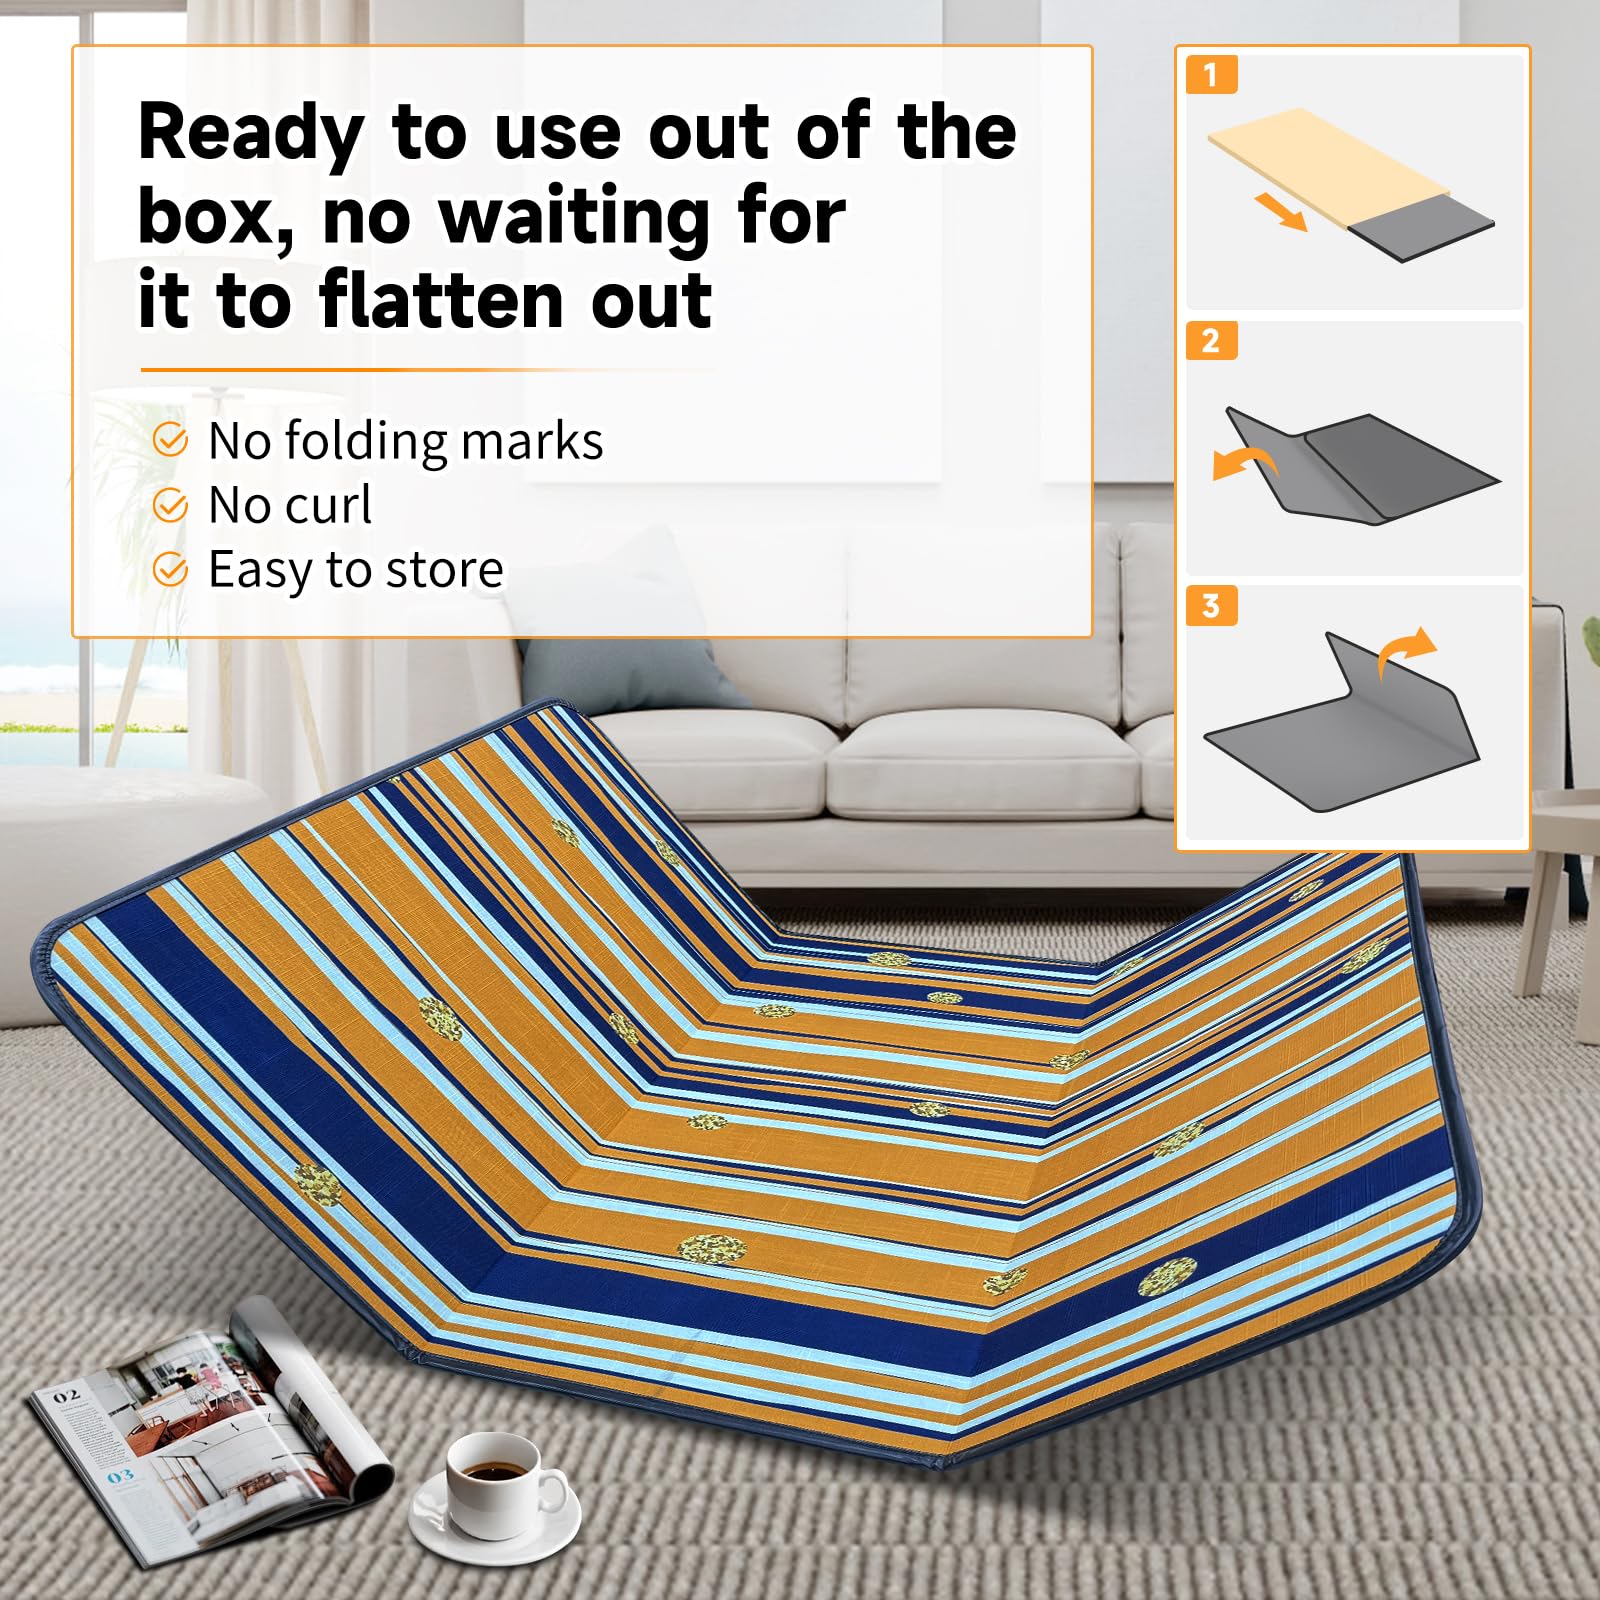 Ready to use out of the
box, no waiting for
it to flatten out
No folding marks
No curl
Easy to store
1
2
3
02
03